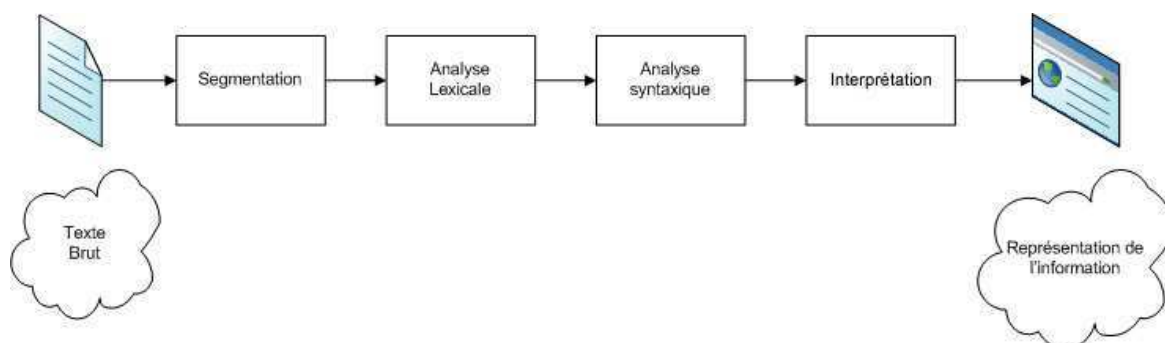 Segmentation
Analyse
Lexicale
Analyse
syntaxique
Interprétation
Texte
Brut
Représentation de
l'information